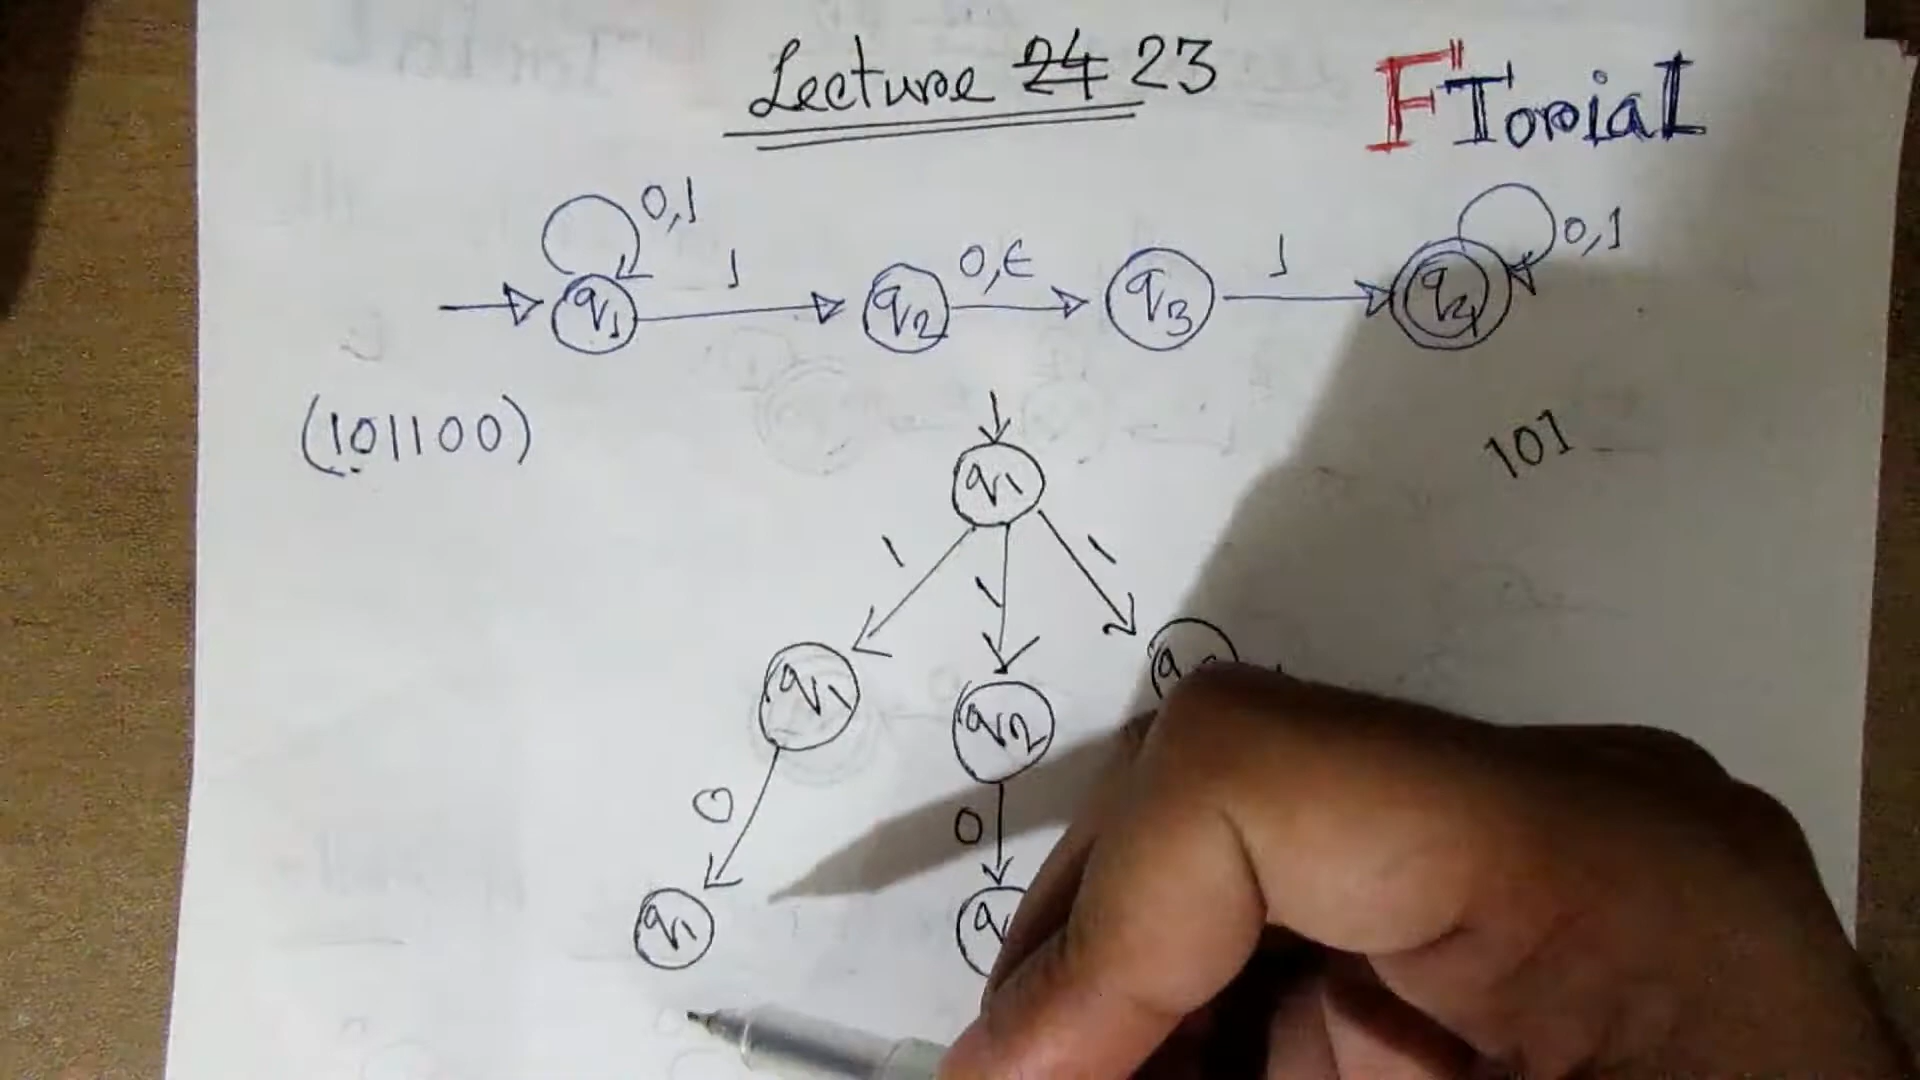 Lecture 24 23
FTorial
0,1 1 0,ε 1 0,1
q1 q2 q3 q4
(101100)
101
q1
1 1 1
q1 q2
0 0
q1